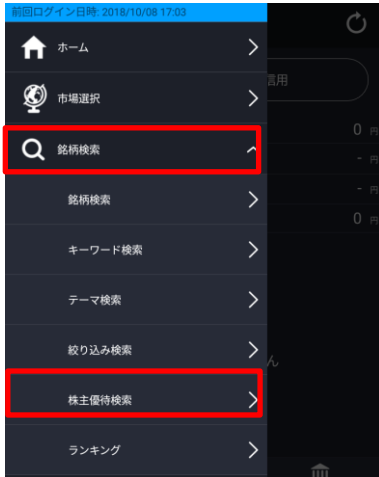 前回ログイン日時: 2018/10/08 17:03
ホーム
市場選択
信用
銘柄検索
0 円
- 円
銘柄検索
- 円
0 円
キーワード検索
テーマ検索
絞り込み検索
ん
株主優待検索
ランキング